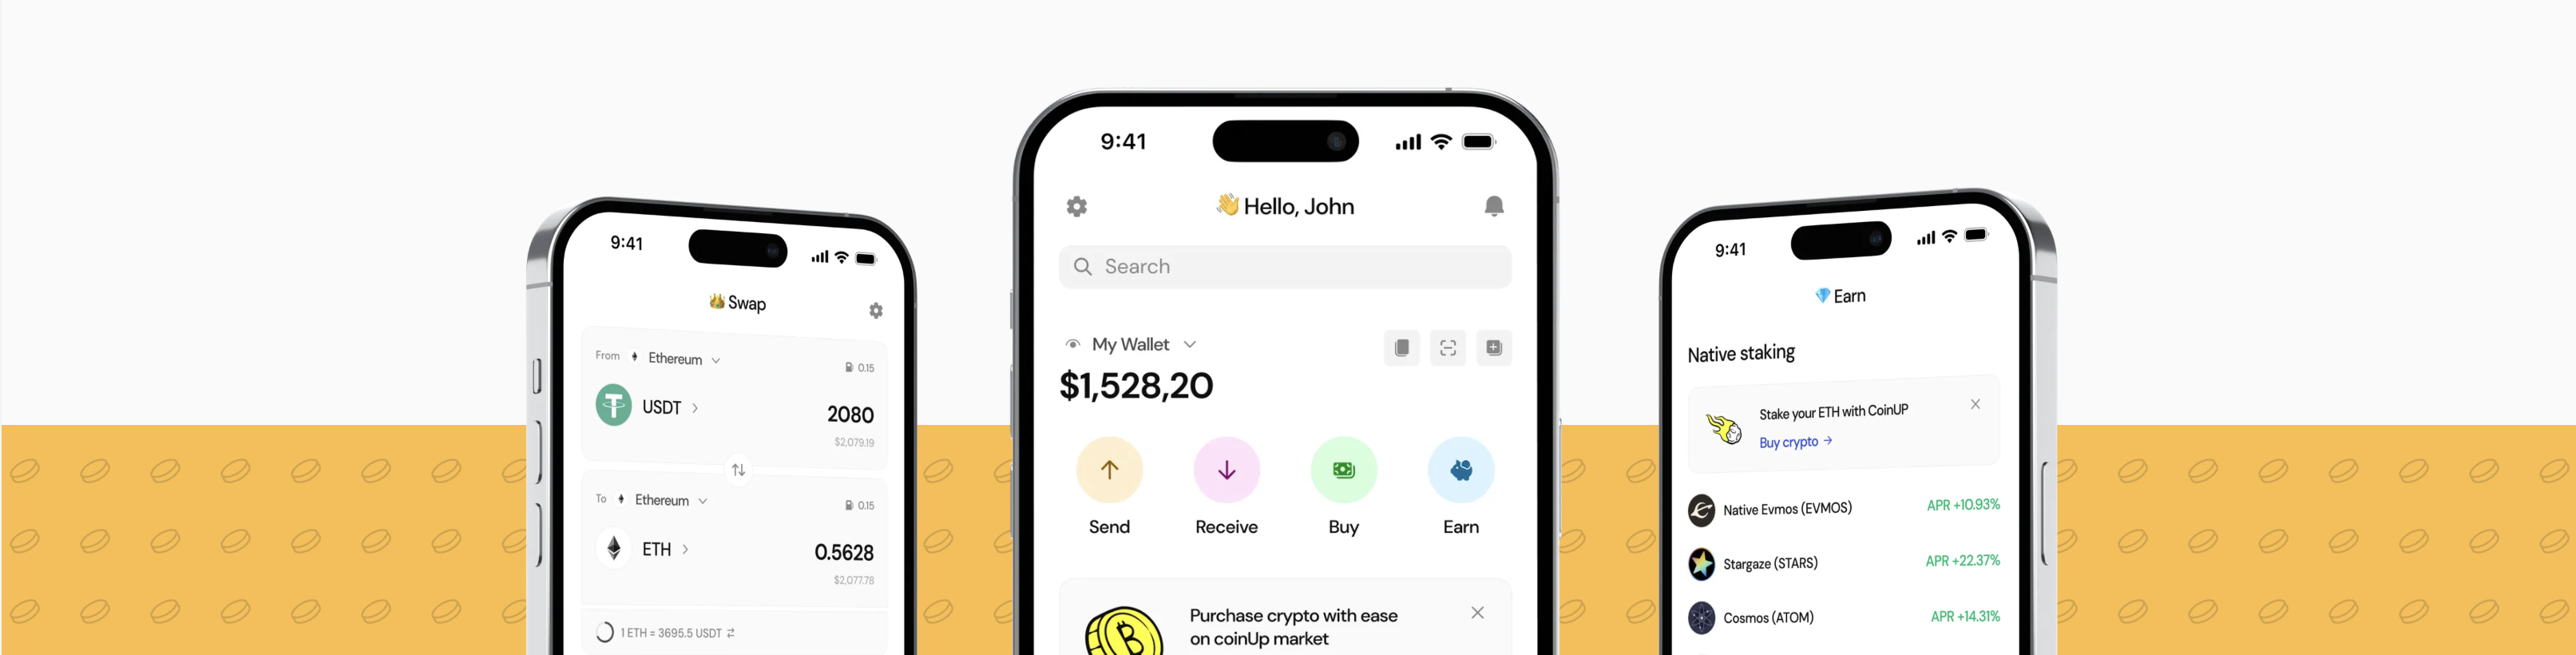 9:41
Swap
From Ethereum 0.15
USDT 2080
$2,079.19
To Ethereum 0.15
ETH 0.5628
$2,077.78
1 ETH = 3695.5 USDT
9:41
Hello, John
Search
My Wallet
$1,528,20
Send Receive Buy Earn
Purchase crypto with ease
on coinUp market
9:41
Earn
Native staking
Stake your ETH with CoinUP
Buy crypto →
Native Evmos (EVMOS) APR +10.93%
Stargaze (STARS) APR +22.37%
Cosmos (ATOM) APR +14.31%